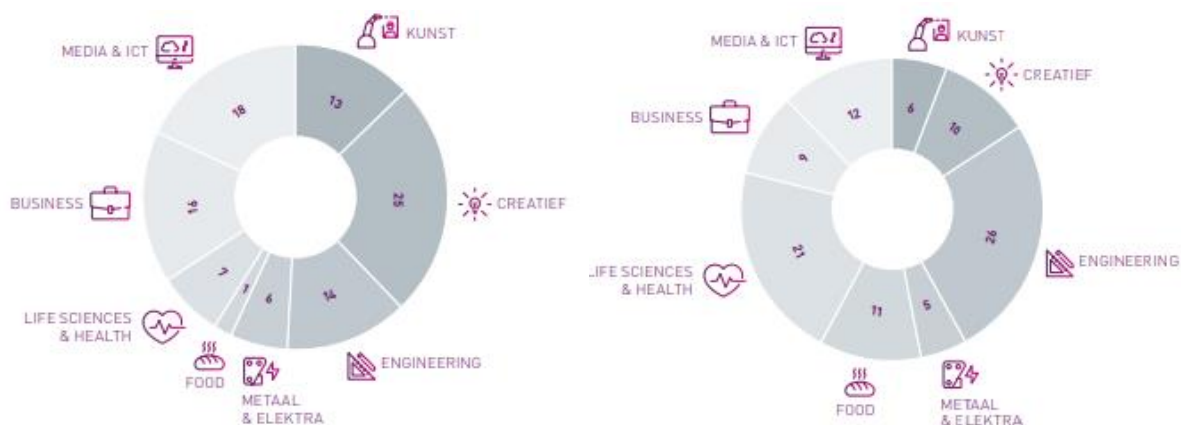 KUNST
MEDIA & ICT
13
18
25
CREATIEF
BUSINESS
16
7
1
6
14
LIFE SCIENCES
& HEALTH
FOOD
METAAL
& ELEKTRA
ENGINEERING
KUNST
MEDIA & ICT
CREATIEF
BUSINESS
6
10
12
9
26
21
ENGINEERING
LIFE SCIENCES
& HEALTH
11
5
FOOD
METAAL
& ELEKTRA